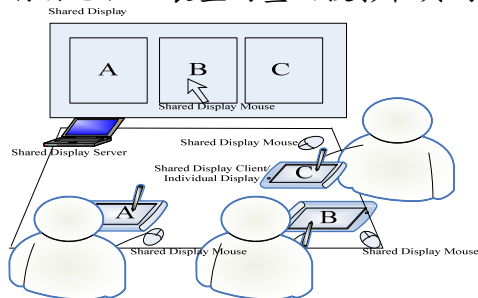 Shared Display
A B C
Shared Display Mouse
Shared Display Mouse
Shared Display Server
Shared Display Client/
Individual Display
C
A
B
Shared Display Mouse
Shared Display Mouse